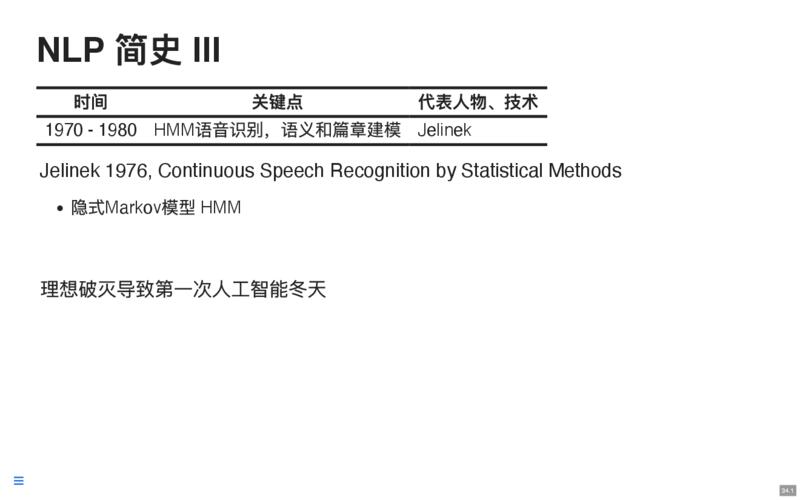 NLP 简史 III
时间 关键点 代表人物、技术
1970 - 1980 HMM语音识别，语义和篇章建模 Jelinek
Jelinek 1976, Continuous Speech Recognition by Statistical Methods
• 隐式Markov模型 HMM
理想破灭导致第一次人工智能冬天
24.1